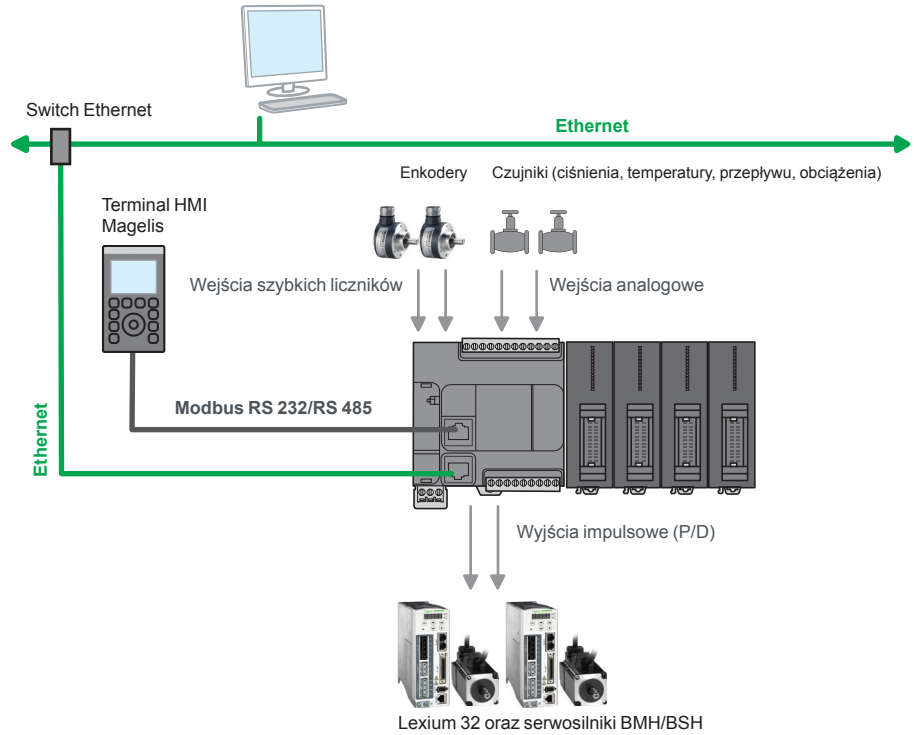 Switch Ethernet
Ethernet
Enkodery
Czujniki (ciśnienia, temperatury, przepływu, obciążenia)
Terminal HMI
Magelis
Wejścia szybkich liczników
Wejścia analogowe
Modbus RS 232/RS 485
Ethernet
Wyjścia impulsowe (P/D)
Lexium 32 oraz serwosilniki BMH/BSH